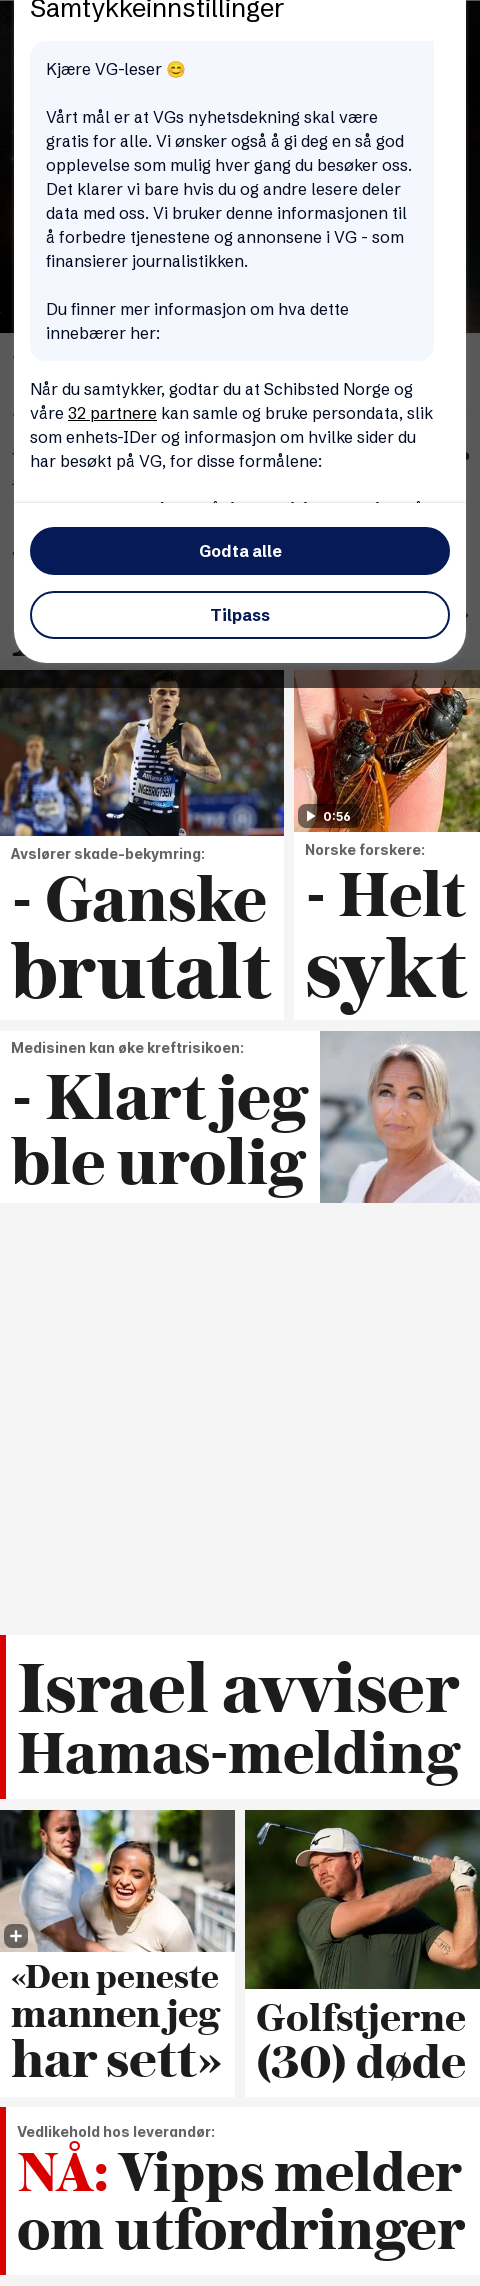 Samtykkeinnstillinger
Kjære VG-leser 😊
Vårt mål er at VGs nyhetsdekning skal være
gratis for alle. Vi ønsker også å gi deg en så god
opplevelse som mulig hver gang du besøker oss.
Det klarer vi bare hvis du og andre lesere deler
data med oss. Vi bruker denne informasjonen til
å forbedre tjenestene og annonsene i VG - som
finansierer journalistikken.
Du finner mer informasjon om hva dette
innebærer her:
Når du samtykker, godtar du at Schibsted Norge og
våre 32 partnere kan samle og bruke persondata, slik
som enhets-IDer og informasjon om hvilke sider du
har besøkt på VG, for disse formålene:
Godta alle
Tilpass
INGEBRIGTSEN
Avslører skade-bekymring:
- Ganske
brutalt
0:56
Norske forskere:
- Helt
sykt
Medisinen kan øke kreftrisikoen:
- Klart jeg
ble urolig
Israel avviser
Hamas-melding
«Den peneste
mannen jeg
har sett»
Golfstjerne
(30) døde
Vedlikehold hos leverandør:
NÅ: Vipps melder
om utfordringer